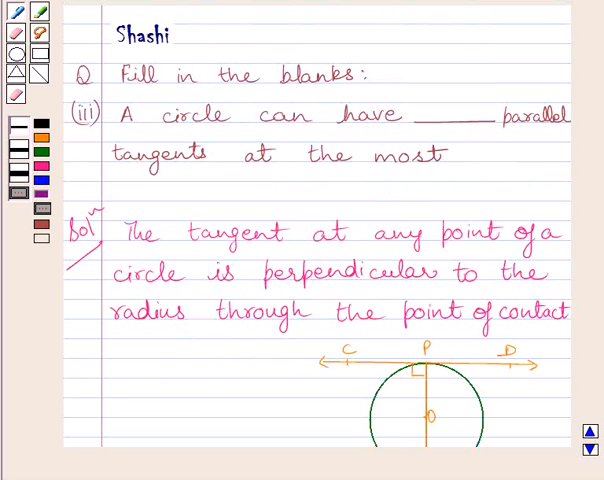 Shashi
Q Fill in the blanks:
(iii) A circle can have ______ parallel
tangents at the most
Solⁿ The tangent at any point of a
circle is perpendicular to the
radius through the point of contact
C P D
O